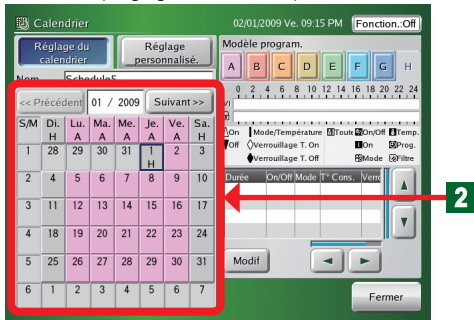 Calendrier 02/01/2009 Ve. 09:15 PM Fonction.:Off
Réglage du calendrier
Réglage personnalisé.
Modèle program.
A B C D E F G H
Nom Schedule5
0 2 4 6 8 10 12 14 16 18 20 22 24
<< Précédent 01 / 2009 Suivant >>
S/M Di. Lu. Ma. Me. Je. Ve. Sa.
H A A A A A H
1 28 29 30 31 1 H 2 3
2 4 5 6 7 8 9 10
3 11 12 13 14 15 16 17
4 18 19 20 21 22 23 24
5 25 26 27 28 29 30 31
6 1 2 3 4 5 6 7
On Mode/Température Toute On/Off Temp.
Off Verrouillage T. On On Prog.
Verrouillage T. Off Mode Filtre
Durée On/Off Mode T° Cons. Verro
Modif
Fermer
2